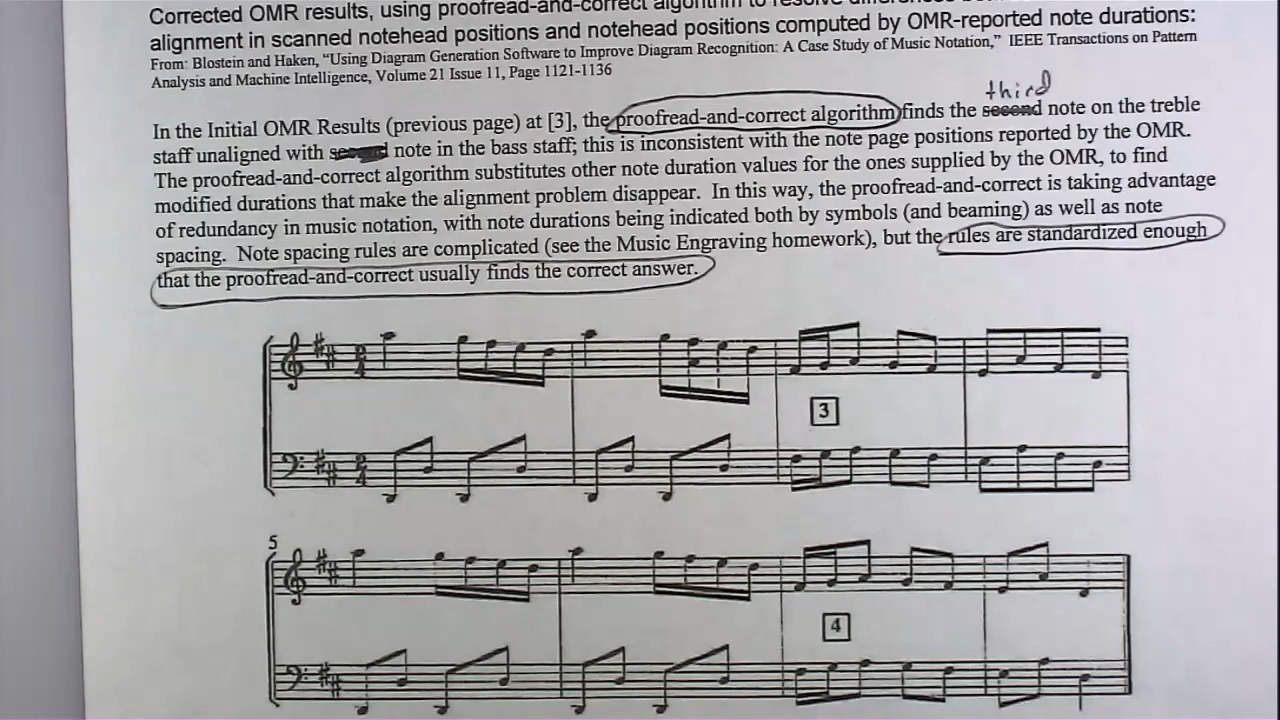 Corrected OMR results, using proofread-and-correct algorithm to resolve
alignment in scanned notehead positions and notehead positions computed by OMR-reported note durations:
From: Blostein and Haken, “Using Diagram Generation Software to Improve Diagram Recognition: A Case Study of Music Notation,” IEEE Transactions on Pattern
Analysis and Machine Intelligence, Volume 21 Issue 11, Page 1121-1136
third
In the Initial OMR Results (previous page) at [3], the proofread-and-correct algorithm finds the second note on the treble
staff unaligned with second note in the bass staff; this is inconsistent with the note page positions reported by the OMR.
The proofread-and-correct algorithm substitutes other note duration values for the ones supplied by the OMR, to find
modified durations that make the alignment problem disappear. In this way, the proofread-and-correct is taking advantage
of redundancy in music notation, with note durations being indicated both by symbols (and beaming) as well as note
spacing. Note spacing rules are complicated (see the Music Engraving homework), but the rules are standardized enough
that the proofread-and-correct usually finds the correct answer.
2
4
3
2
4
5
4